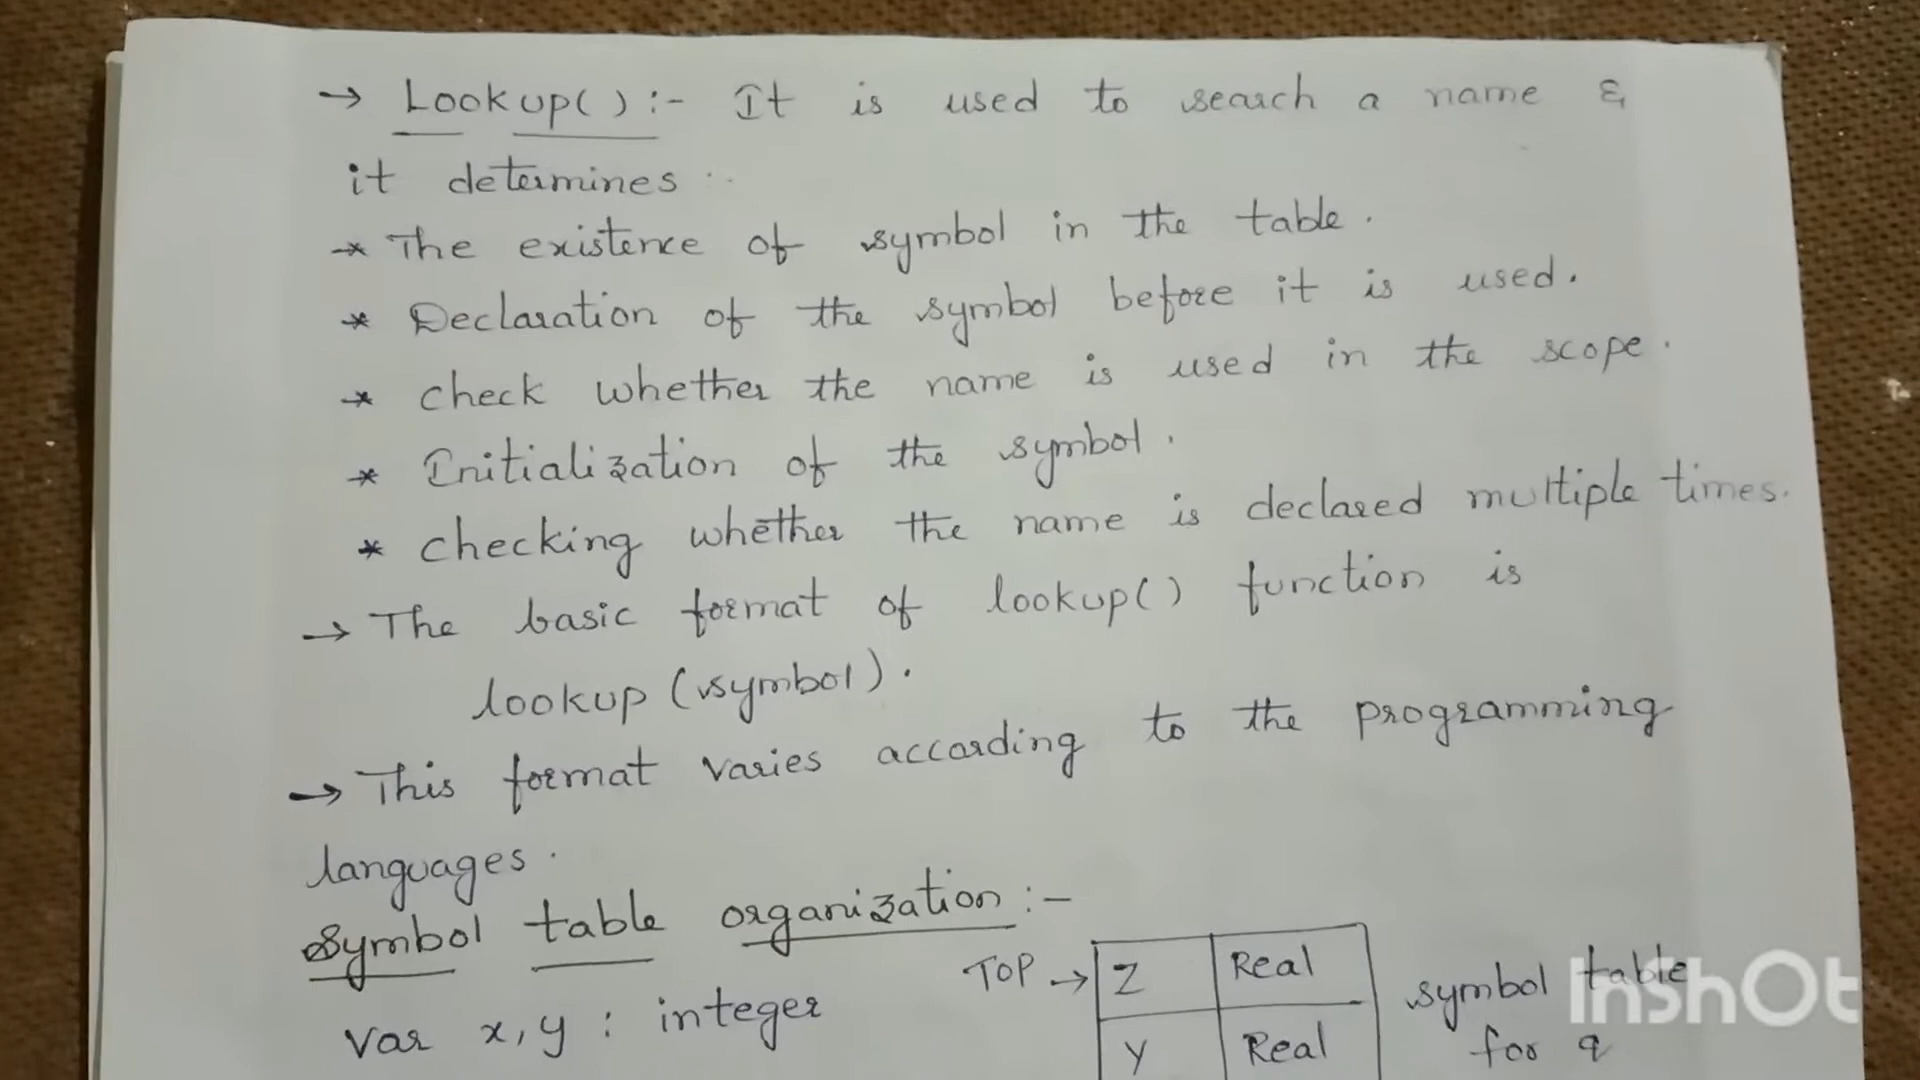 → Lookup() :- It is used to search a name &
it determines
* The existence of symbol in the table.
* Declaration of the symbol before it is used.
* check whether the name is used in the scope.
* Initialization of the symbol.
* checking whether the name is declared multiple times.
→ The basic format of lookup() function is
lookup (symbol).
→ This format varies according to the programming
languages.
Symbol table organization :-
var x, y : integer
TOP → Z Real
Y Real
symbol table
for q
InShOt